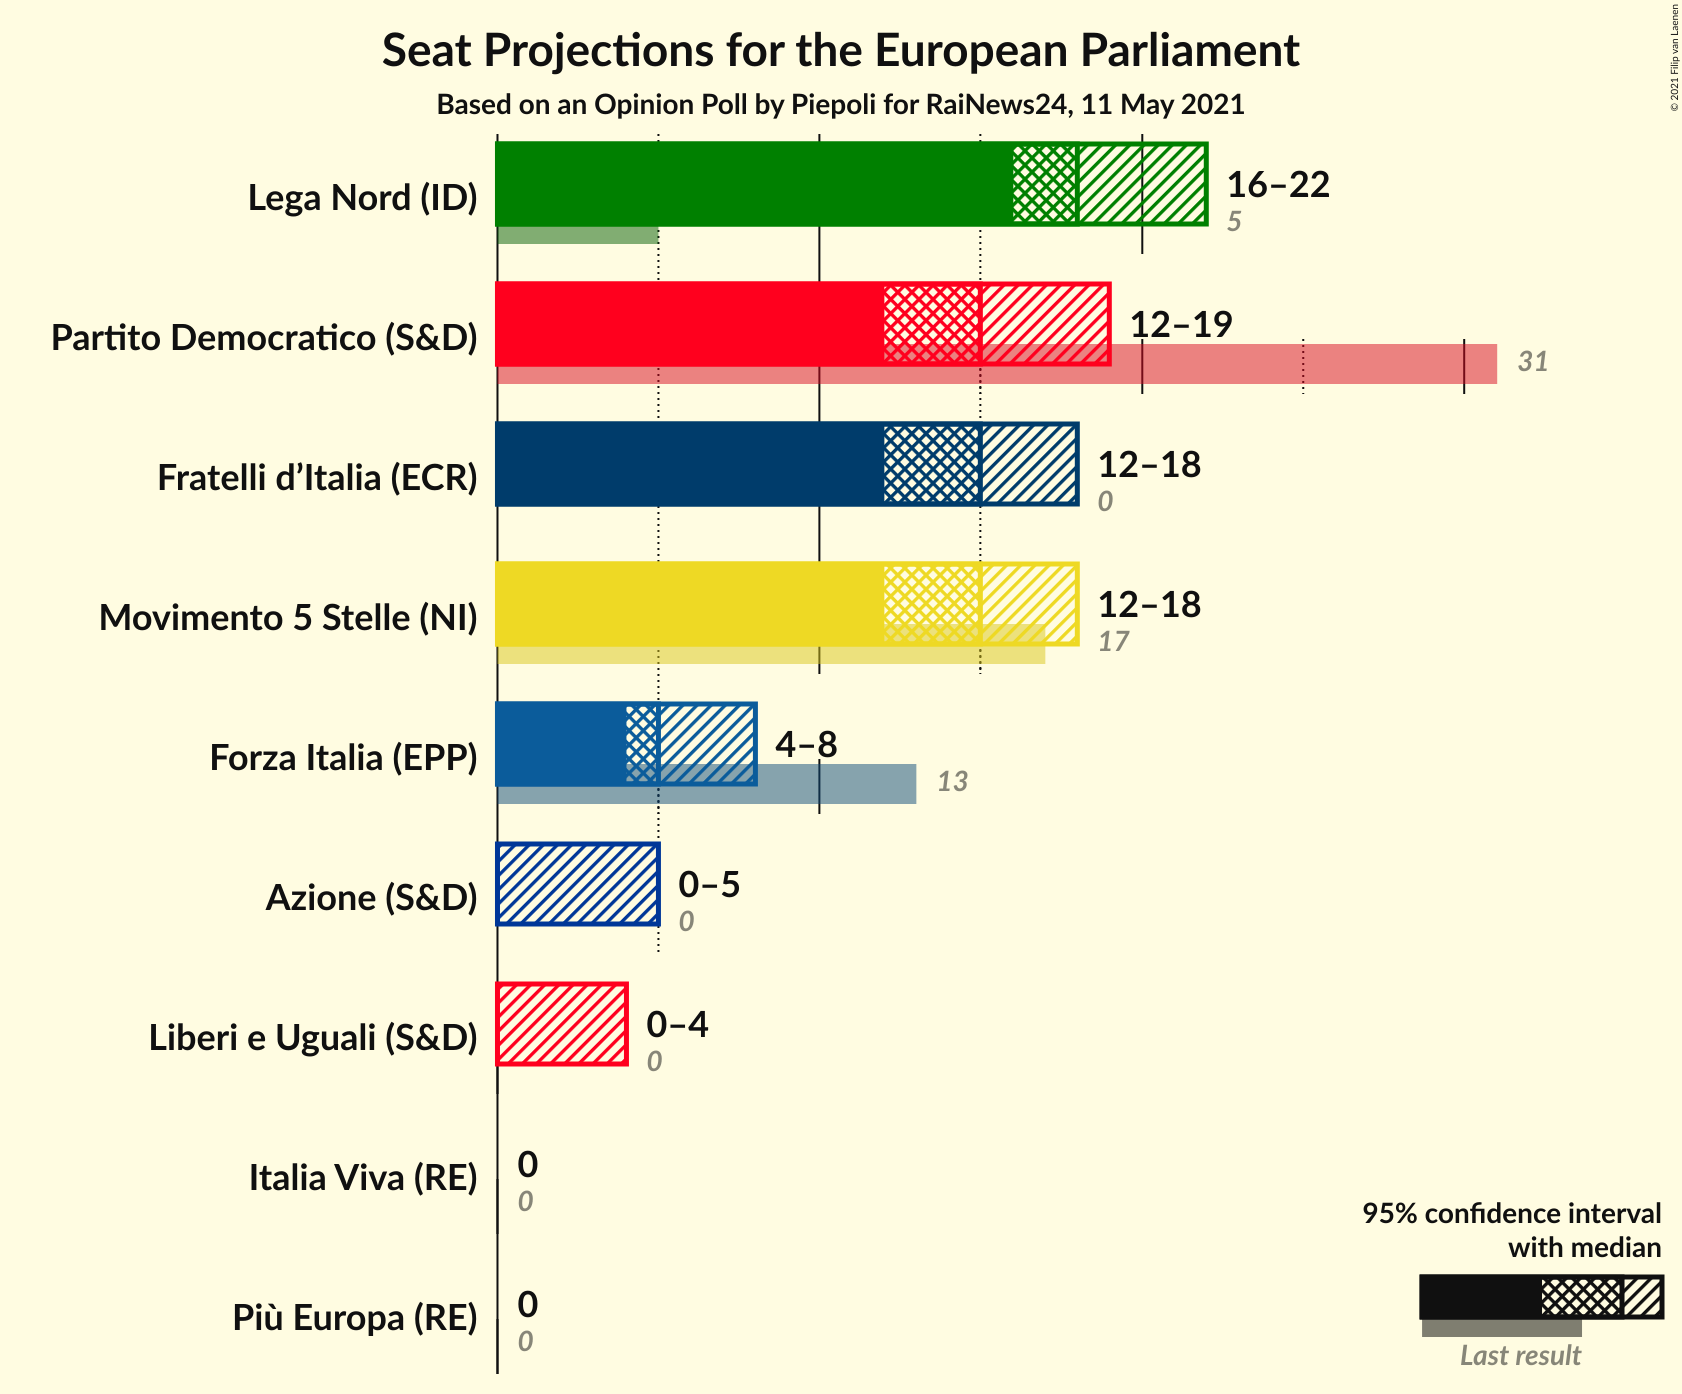 Seat Projections for the European Parliament
Based on an Opinion Poll by Piepoli for RaiNews24, 11 May 2021
© 2021 Filip van Laenen
Lega Nord (ID)
16–22
5
Partito Democratico (S&D)
12–19
31
Fratelli d’Italia (ECR)
12–18
0
Movimento 5 Stelle (NI)
12–18
17
Forza Italia (EPP)
4–8
13
Azione (S&D)
0–5
0
Liberi e Uguali (S&D)
0–4
0
Italia Viva (RE)
0
0
Più Europa (RE)
0
0
95% confidence interval
with median
Last result